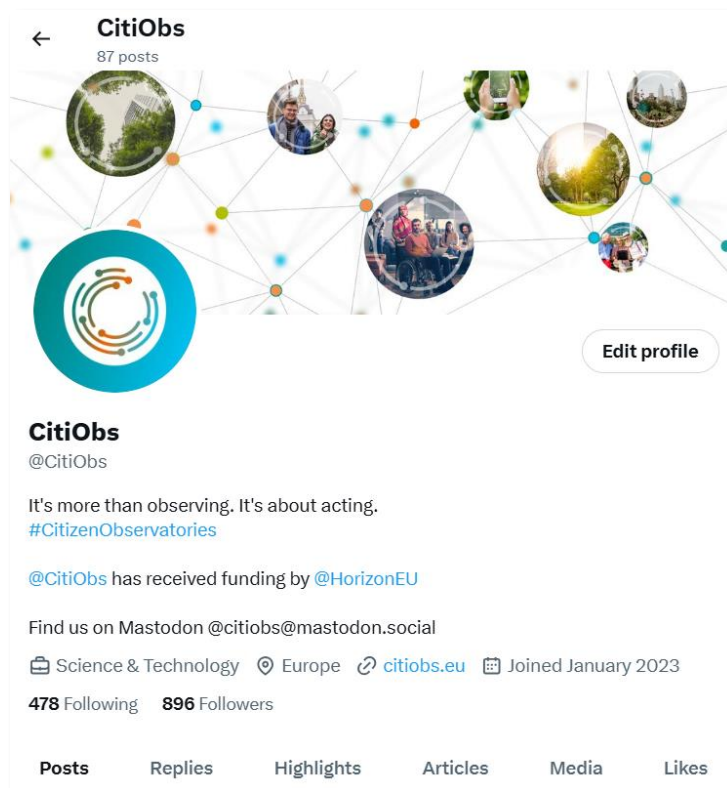 CitiObs
87 posts
Edit profile
CitiObs
@CitiObs
It's more than observing. It's about acting.
#CitizenObservatories
@CitiObs has received funding by @HorizonEU
Find us on Mastodon @citiobs@mastodon.social
Science & Technology Europe citiobs.eu Joined January 2023
478 Following 896 Followers
Posts Replies Highlights Articles Media Likes